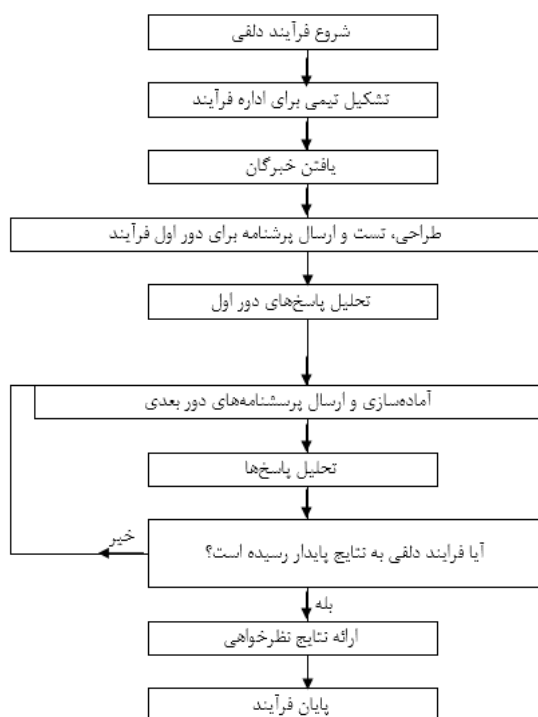 شروع فرآیند دلفی
تشکیل تیمی برای اداره فرآیند
یافتن خبرگان
طراحی، تست و ارسال پرشنامه برای دور اول فرآیند
تحلیل پاسخ‌های دور اول
آماده‌سازی و ارسال پرسشنامه‌های دور بعدی
تحلیل پاسخ‌ها
خیر
آیا فرایند دلفی به نتایج پایدار رسیده است؟
بله
ارائه نتایج نظرخواهی
پایان فرآیند